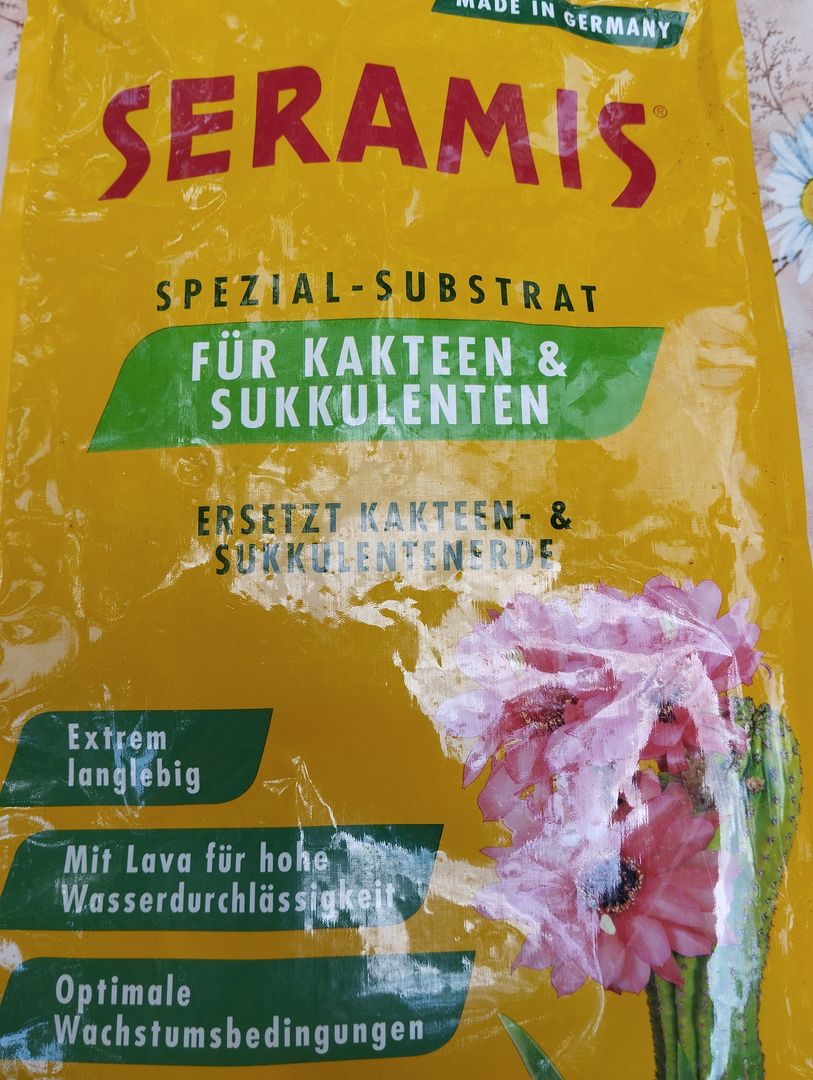 MADE IN GERMANY
SERAMIS®
SPEZIAL-SUBSTRAT
FÜR KAKTEEN &
SUKKULENTEN
ERSETZT KAKTEEN- &
SUKKULENTENERDE
Extrem
langlebig
Mit Lava für hohe
Wasserdurchlässigkeit
Optimale
Wachstumsbedingungen